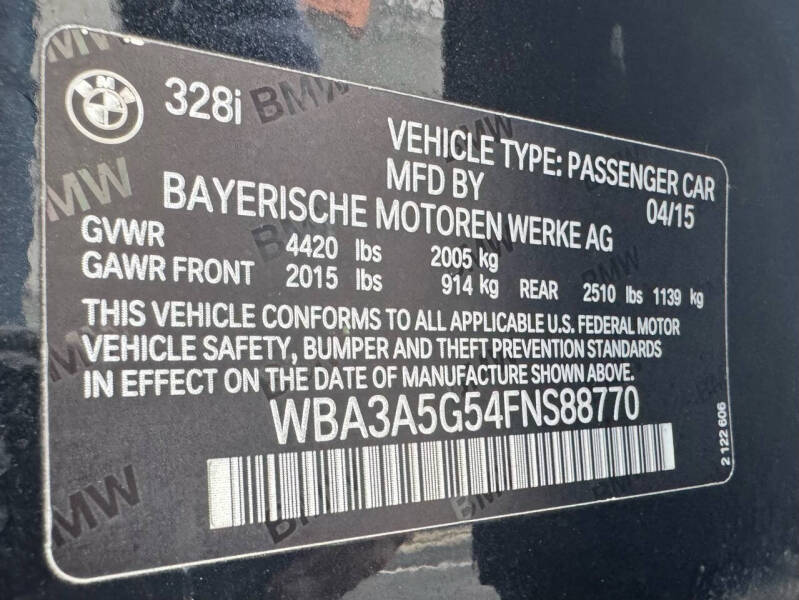 BMW
328i
VEHICLE TYPE: PASSENGER CAR
MFD BY 04/15
BAYERISCHE MOTOREN WERKE AG
GVWR 4420 lbs 2005 kg
GAWR FRONT 2015 lbs 914 kg REAR 2510 lbs 1139 kg
THIS VEHICLE CONFORMS TO ALL APPLICABLE U.S. FEDERAL MOTOR
VEHICLE SAFETY, BUMPER AND THEFT PREVENTION STANDARDS
IN EFFECT ON THE DATE OF MANUFACTURE SHOWN ABOVE.
WBA3A5G54FNS88770
2 122 606